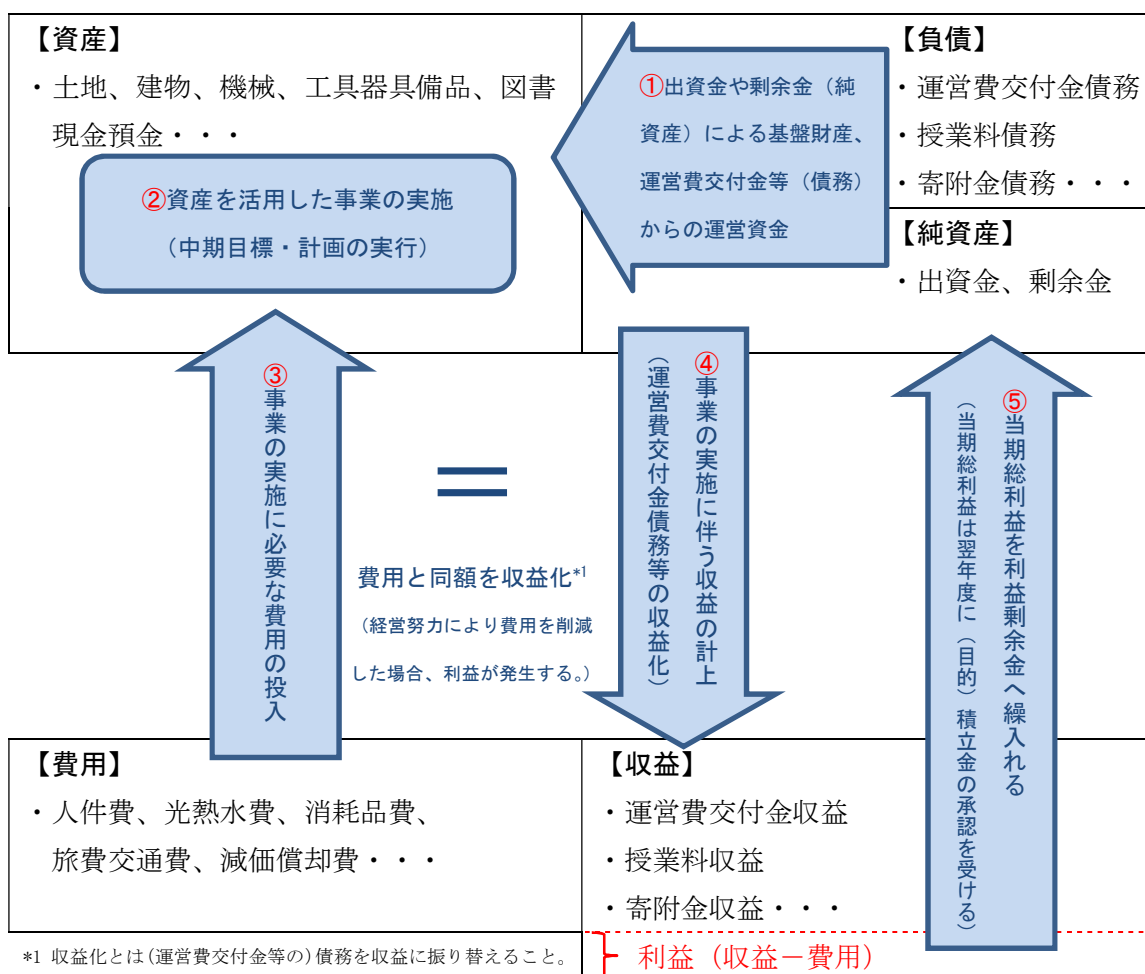 【資産】
・土地、建物、機械、工具器具備品、図書
現金預金・・・
②資産を活用した事業の実施
（中期目標・計画の実行）
①出資金や剰余金（純
資産）による基盤財産、
運営費交付金等（債務）
からの運営資金
【負債】
・運営費交付金債務
・授業料債務
・寄附金債務・・・
【純資産】
・出資金、剰余金
③事業の実施に必要な費用の投入
＝
費用と同額を収益化*1
（経営努力により費用を削減
した場合、利益が発生する。）
④事業の実施に伴う収益の計上
（運営費交付金債務等の収益化）
⑤当期総利益を利益剰余金へ繰入れる
（当期総利益は翌年度に（目的）積立金の承認を受ける）
【費用】
・人件費、光熱水費、消耗品費、
旅費交通費、減価償却費・・・
*1 収益化とは(運営費交付金等の)債務を収益に振り替えること。
【収益】
・運営費交付金収益
・授業料収益
・寄附金収益・・・
利益（収益－費用）